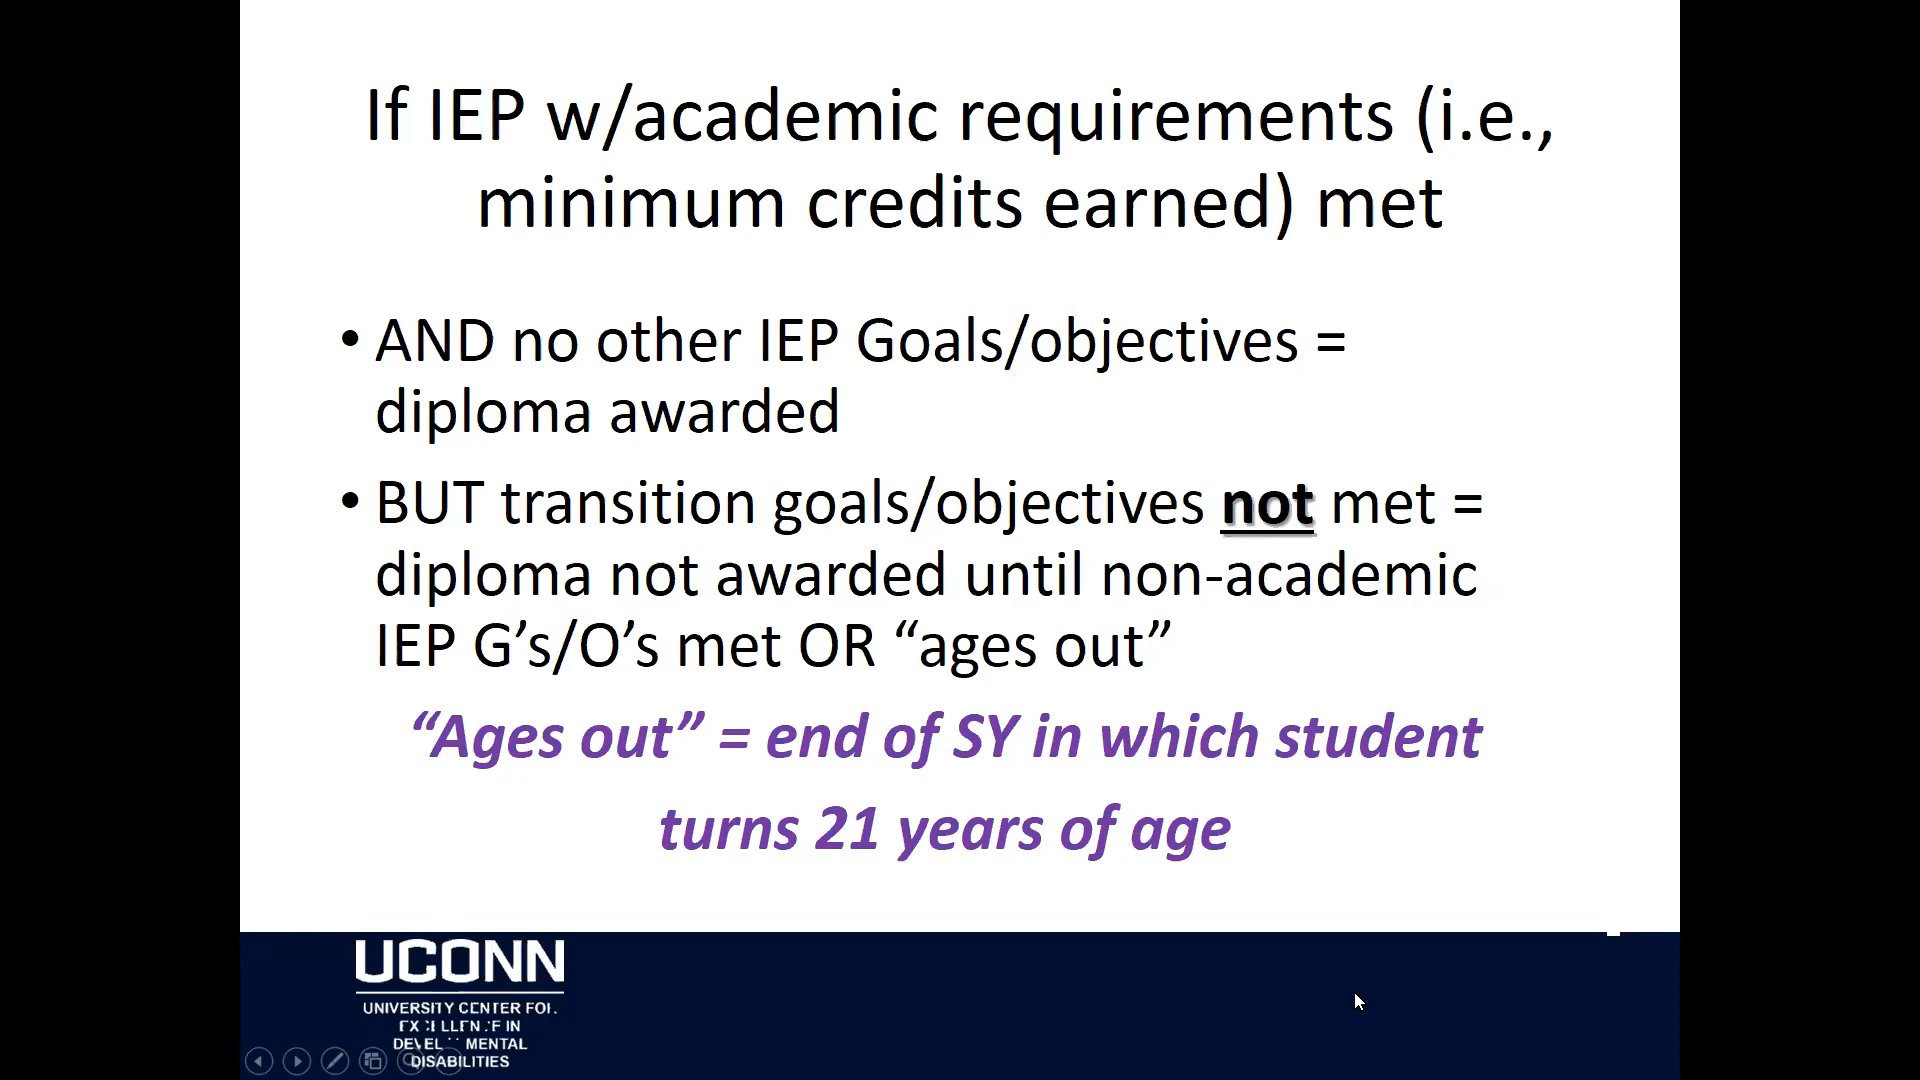 If IEP w/academic requirements (i.e.,
minimum credits earned) met
• AND no other IEP Goals/objectives =
diploma awarded
• BUT transition goals/objectives not met =
diploma not awarded until non-academic
IEP G’s/O’s met OR “ages out”
“Ages out” = end of SY in which student
turns 21 years of age
UCONN
UNIVERSITY CENTER FOR
EXCELLENCE IN
DEVELOPMENTAL
DISABILITIES